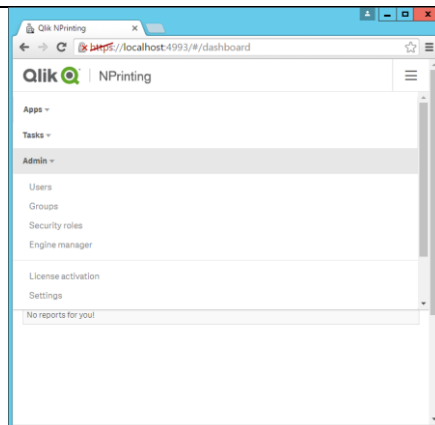 Qlik NPrinting
https://localhost:4993/#/dashboard
Qlik NPrinting
Apps
Tasks
Admin
Users
Groups
Security roles
Engine manager
License activation
Settings
No reports for you!